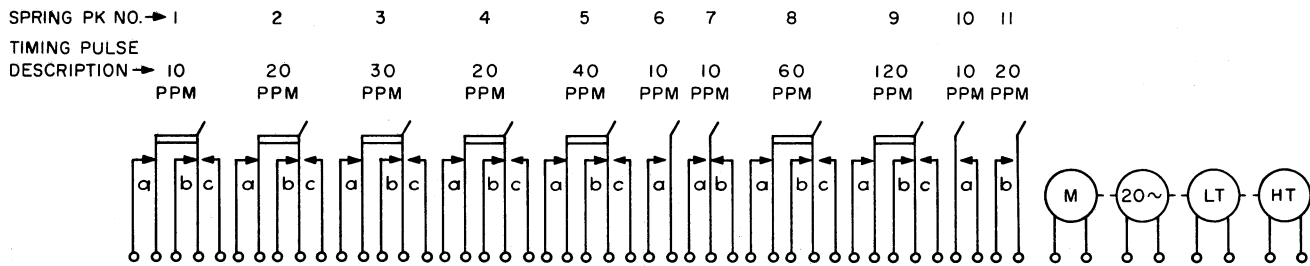 SPRING PK NO. → 1 2 3 4 5 6 7 8 9 10 11
TIMING PULSE
DESCRIPTION → 10 20 30 20 40 10 10 60 120 10 20
PPM PPM PPM PPM PPM PPM PPM PPM PPM PPM PPM
a b c a b c a b c a b c a b c a a b a b c a b c a b
M 20~ LT HT